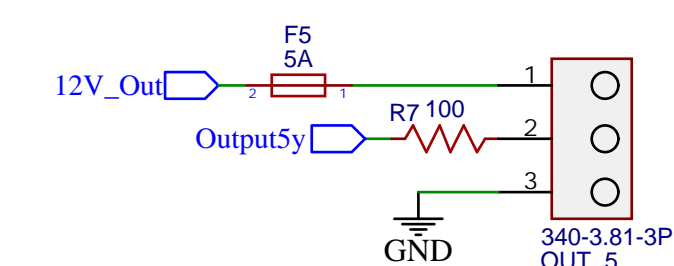 F5
5A
12V_Out
2
1
1
R7 100
Output5y
2
3
GND
340-3.81-3P
OUT_5